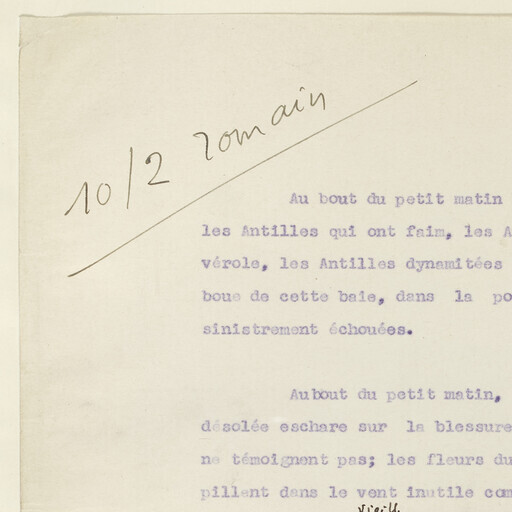 10/2 romain
Au bout du petit matin
les Antilles qui ont faim, les A
vérole, les Antilles dynamitées
boue de cette baie, dans la po
sinistrement échouées.
Aubout du petit matin,
désolée eschare sur la blessure
ne témoignent pas; les fleurs du
pillent dans le vent inutile com